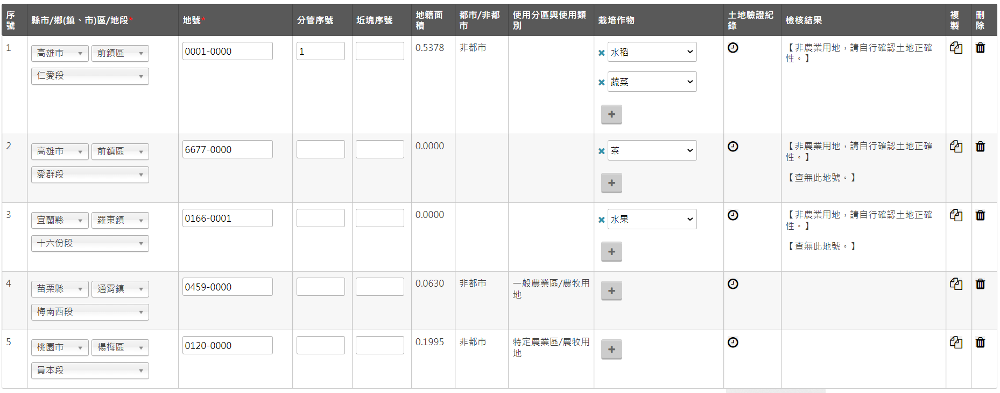 序號 縣市/鄉(鎮、市)區/地段* 地號* 分管序號 坵塊序號 地籍面積 都市/非都市 使用分區與使用類別 栽培作物 土地驗證紀錄 檢核結果 複製 刪除
1 高雄市 前鎮區 0001-0000 1 0.5378 非都市 水稻 【非農業用地，請自行確認土地正確性。】
仁愛段 蔬菜
2 高雄市 前鎮區 6677-0000 0.0000 茶 【非農業用地，請自行確認土地正確性。】
愛群段 【查無此地號。】
3 宜蘭縣 羅東鎮 0166-0001 0.0000 水果 【非農業用地，請自行確認土地正確性。】
十六份段 【查無此地號。】
4 苗栗縣 通霄鎮 0459-0000 0.0630 非都市 一般農業區/農牧用地
梅南西段
5 桃園市 楊梅區 0120-0000 0.1995 非都市 特定農業區/農牧用地
員本段